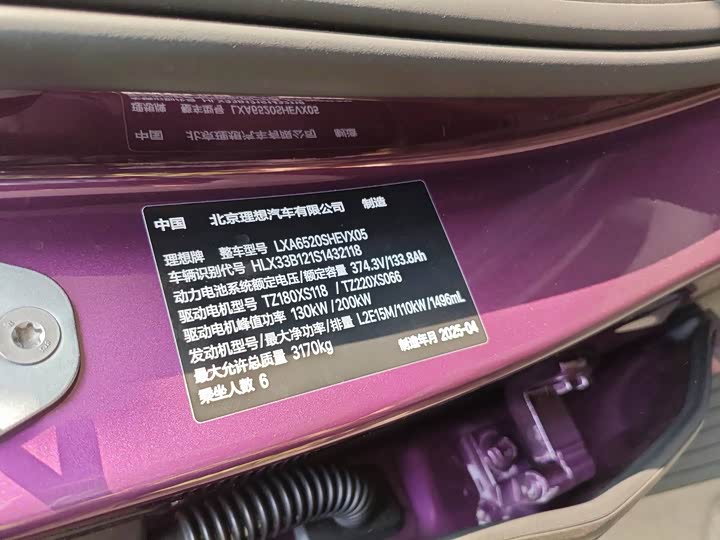 中国 北京理想汽车有限公司 制造
理想牌 整车型号 LXA6520SHEVX05
车辆识别代号 HLX33B121S1432118
动力电池系统额定电压/额定容量 374.3V/133.8Ah
驱动电机型号 TZ180XS118 / TZ220XS066
驱动电机峰值功率 130kW / 200kW
发动机型号/最大净功率/排量 L2E15M/110kW/1496mL
最大允许总质量 3170kg 制造年月 2025-04
乘坐人数 6